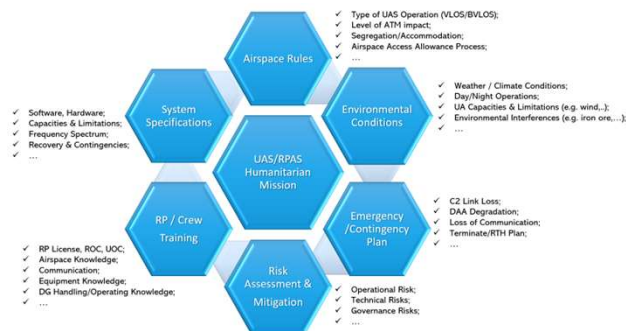 Airspace Rules
✓ Type of UAS Operation (VLOS/BVLOS);
✓ Level of ATM impact;
✓ Segregation/Accommodation;
✓ Airspace Access Allowance Process;
✓ ...
Environmental
Conditions
✓ Weather / Climate Conditions;
✓ Day/Night Operations;
✓ UA Capacities & Limitations (e.g. wind,..);
✓ Environmental Interferences (e.g. iron ore,...);
✓ ...
Emergency
/Contingency
Plan
✓ C2 Link Loss;
✓ DAA Degradation;
✓ Loss of Communication;
✓ Terminate/RTH Plan;
✓ ...
Risk
Assessment &
Mitigation
✓ Operational Risk;
✓ Technical Risks;
✓ Governance Risks;
✓ ...
RP / Crew
Training
✓ RP License, ROC, UOC;
✓ Airspace Knowledge;
✓ Communication;
✓ Equipment Knowledge;
✓ DG Handling/Operating Knowledge;
✓ ...
System
Specifications
✓ Software, Hardware;
✓ Capacities & Limitations;
✓ Frequency Spectrum;
✓ Recovery & Contingencies;
✓ ...
UAS/RPAS
Humanitarian
Mission